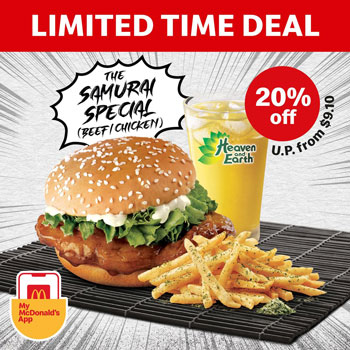 LIMITED TIME DEAL
THE
SAMURAI
SPECIAL
(BEEF/CHICKEN)
20%
off
U.P. from $9.10
Heaven
and
Earth
My
McDonald's
App